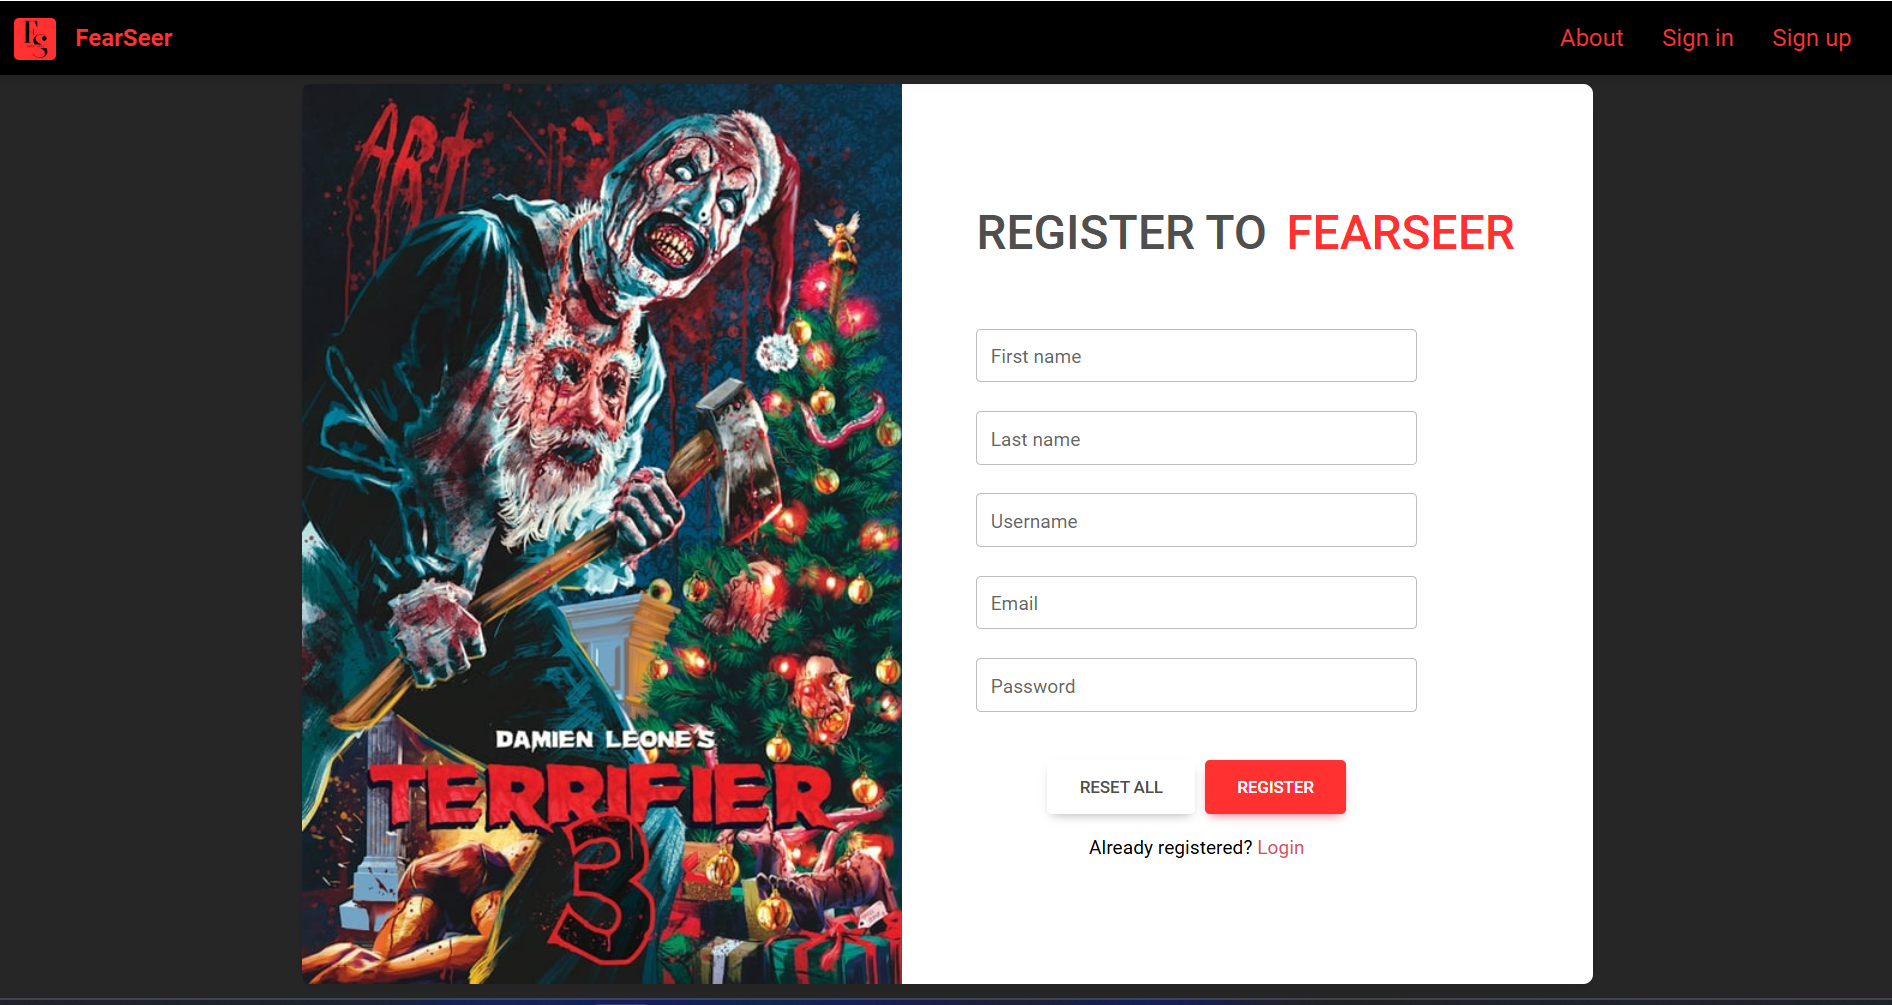 FS FearSeer
About Sign in Sign up
ART
REGISTER TO FEARSEER
First name
Last name
Username
Email
Password
RESET ALL REGISTER
Already registered? Login
DAMIEN LEONE'S
TERRIFIER
3